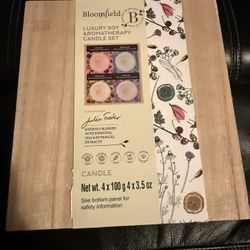 Bloomfield
B
LUXURY SOY
AROMATHERAPY
CANDLE SET
EXPERTLY BLENDED
WITH ESSENTIAL
OILS & BOTANICAL
EXTRACTS
CANDLE
Net wt. 4 x 100 g 4 x 3.5 oz
See bottom panel for
safety information